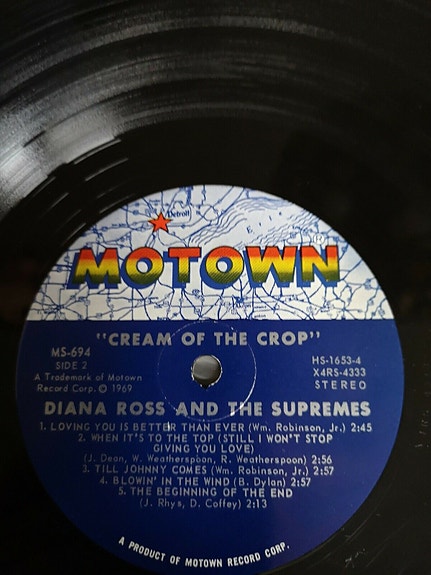 Detroit
E
MOTOWN
"CREAM OF THE CROP"
MS-694
SIDE 2
A Trademark of Motown
Record Corp. © 1969
HS-1653-4
X4RS-4333
STEREO
DIANA ROSS AND THE SUPREMES
1. LOVING YOU IS BETTER THAN EVER (Wm. Robinson, Jr.) 2:45
2. WHEN IT'S TO THE TOP (STILL I WON'T STOP
GIVING YOU LOVE)
(J. Dean, W. Weatherspoon, R. Weatherspoon) 2:56
3. TILL JOHNNY COMES (Wm. Robinson, Jr.) 2:57
4. BLOWIN' IN THE WIND (B. Dylan) 2:57
5. THE BEGINNING OF THE END
(J. Rhys, D. Coffey) 2:13
A PRODUCT OF MOTOWN RECORD CORP.